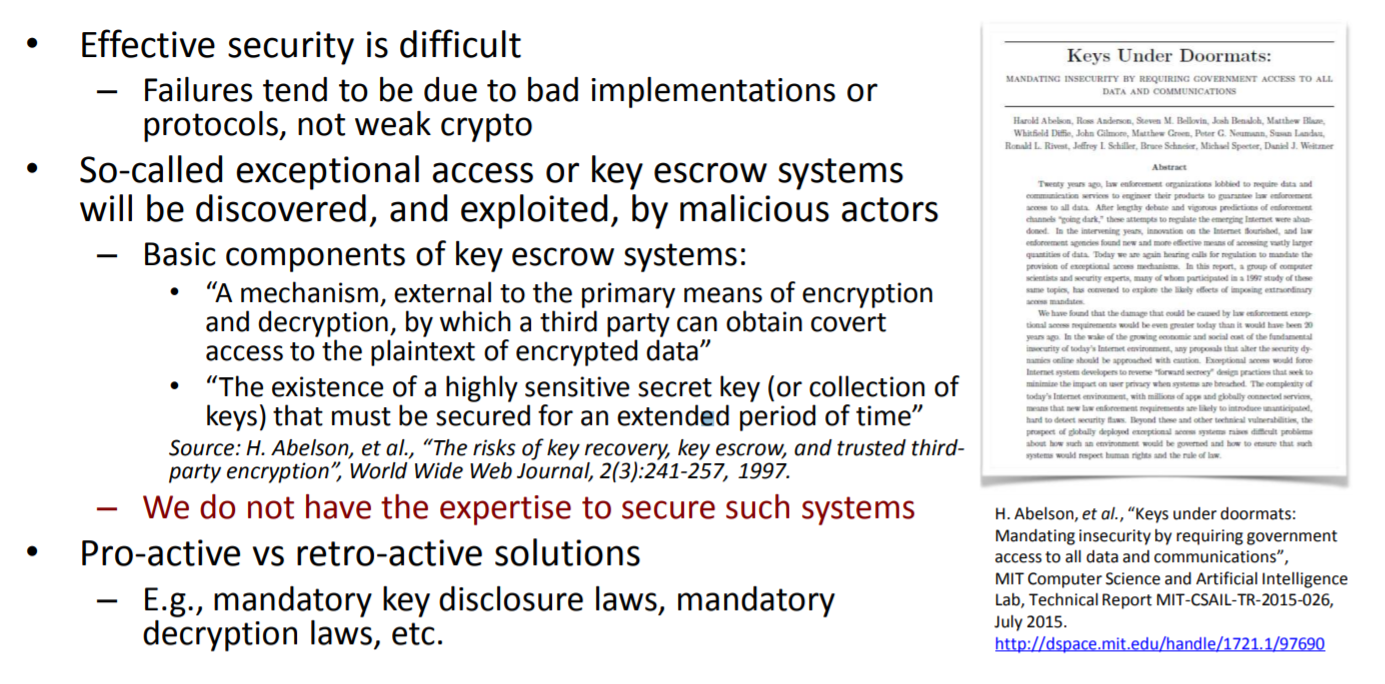 • Effective security is difficult
– Failures tend to be due to bad implementations or
protocols, not weak crypto
• So-called exceptional access or key escrow systems
will be discovered, and exploited, by malicious actors
– Basic components of key escrow systems:
• “A mechanism, external to the primary means of encryption
and decryption, by which a third party can obtain covert
access to the plaintext of encrypted data”
• “The existence of a highly sensitive secret key (or collection of
keys) that must be secured for an extended period of time”
Source: H. Abelson, et al., “The risks of key recovery, key escrow, and trusted third-
party encryption”, World Wide Web Journal, 2(3):241-257, 1997.
– We do not have the expertise to secure such systems
• Pro-active vs retro-active solutions
– E.g., mandatory key disclosure laws, mandatory
decryption laws, etc.
Keys Under Doormats:
MANDATING INSECURITY BY REQUIRING GOVERNMENT ACCESS TO ALL
DATA AND COMMUNICATIONS
Harold Abelson, Ross Anderson, Steven M. Bellovin, Josh Benaloh, Matthew Blaze,
Whitfield Diffie, John Gilmore, Matthew Green, Peter G. Neumann, Susan Landau,
Ronald L. Rivest, Jeffrey I. Schiller, Bruce Schneier, Michael Specter, Daniel J. Weitzner
Abstract
Twenty years ago, law enforcement organizations lobbied to require data and
communication services to engineer their products to guarantee law enforcement
access to all data. After lengthy debate and vigorous predictions of enforcement
channels “going dark,” these attempts to regulate the emerging Internet were aban-
doned. In the intervening years, innovation on the Internet flourished, and law
enforcement agencies found new and more effective means of accessing vastly larger
quantities of data. Today we are again hearing calls for regulation to mandate the
provision of exceptional access mechanisms. In this report, a group of computer
scientists and security experts, many of whom participated in a 1997 study of these
same topics, has convened to explore the likely effects of imposing extraordinary
access mandates.
We have found that the damage that could be caused by law enforcement excep-
tional access requirements would be even greater today than it would have been 20
years ago. In the wake of the growing economic and social cost of the fundamental
insecurity of today's Internet environment, any proposals that alter the security dy-
namics online should be approached with caution. Exceptional access would force
Internet system developers to reverse “forward secrecy” design practices that seek to
minimize the impact on user privacy when systems are breached. The complexity of
today's Internet environment, with millions of apps and globally connected services,
means that new law enforcement requirements are likely to introduce unanticipated,
hard to detect security flaws. Beyond these and other technical vulnerabilities, the
prospect of globally deployed exceptional access systems raises difficult problems
about how such an environment would be governed and how to ensure that such
systems would respect human rights and the rule of law.
H. Abelson, et al., “Keys under doormats:
Mandating insecurity by requiring government
access to all data and communications”,
MIT Computer Science and Artificial Intelligence
Lab, Technical Report MIT-CSAIL-TR-2015-026,
July 2015.
http://dspace.mit.edu/handle/1721.1/97690